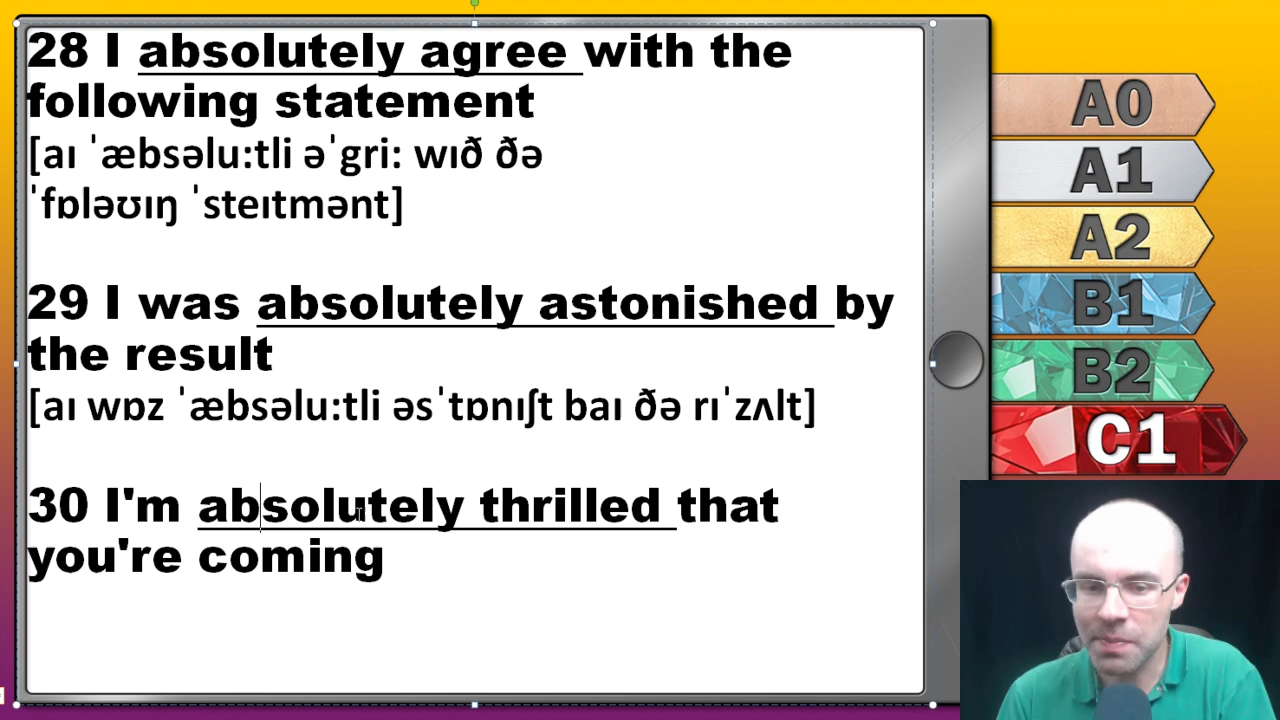 28 I absolutely agree with the
following statement
[aɪ ˈæbsəluːtli əˈgriː wɪð ðə
ˈfɒləʊɪŋ ˈsteɪtmənt]
29 I was absolutely astonished by
the result
[aɪ wɒz ˈæbsəluːtli əsˈtɒnɪʃt baɪ ðə rɪˈzʌlt]
30 I'm absolutely thrilled that
you're coming
A0
A1
A2
B1
B2
C1